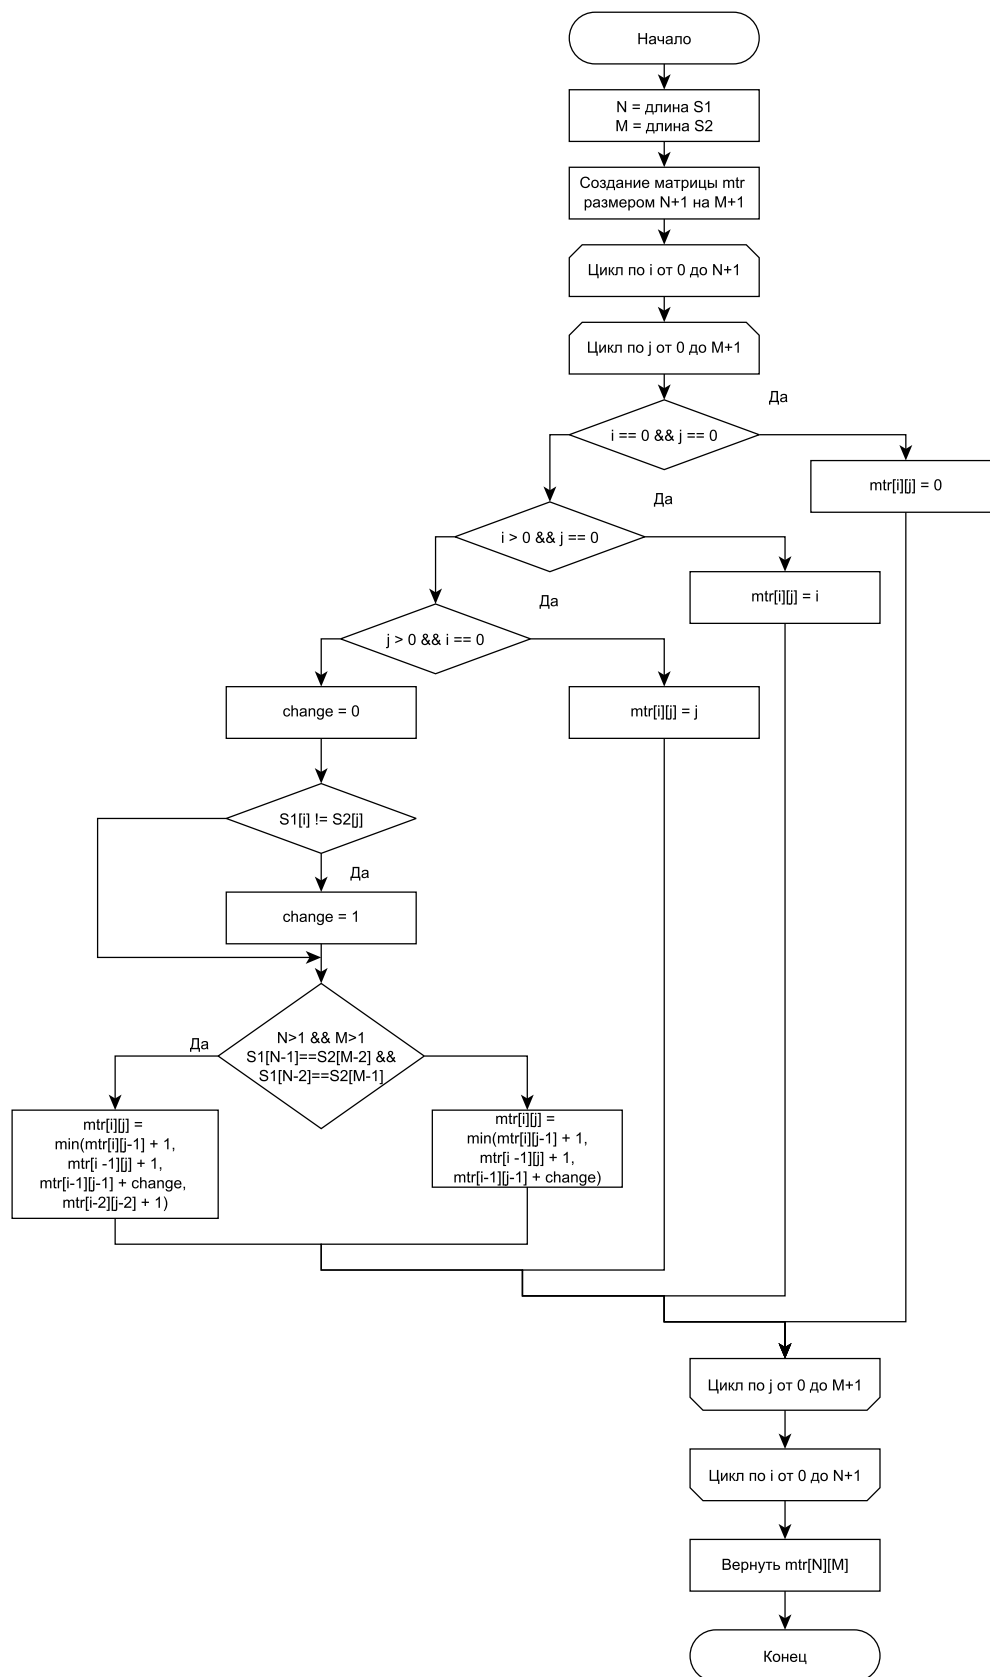 Начало
N = длина S1
M = длина S2
Создание матрицы mtr
размером N+1 на M+1
Цикл по i от 0 до N+1
Цикл по j от 0 до M+1
Да
i == 0 && j == 0
mtr[i][j] = 0
Да
i > 0 && j == 0
mtr[i][j] = i
Да
j > 0 && i == 0
change = 0
mtr[i][j] = j
S1[i] != S2[j]
Да
change = 1
N>1 && M>1
S1[N-1]==S2[M-2] &&
S1[N-2]==S2[M-1]
Да
mtr[i][j] =
min(mtr[i][j-1] + 1,
mtr[i -1][j] + 1,
mtr[i-1][j-1] + change,
mtr[i-2][j-2] + 1)
mtr[i][j] =
min(mtr[i][j-1] + 1,
mtr[i -1][j] + 1,
mtr[i-1][j-1] + change)
Цикл по j от 0 до M+1
Цикл по i от 0 до N+1
Вернуть mtr[N][M]
Конец